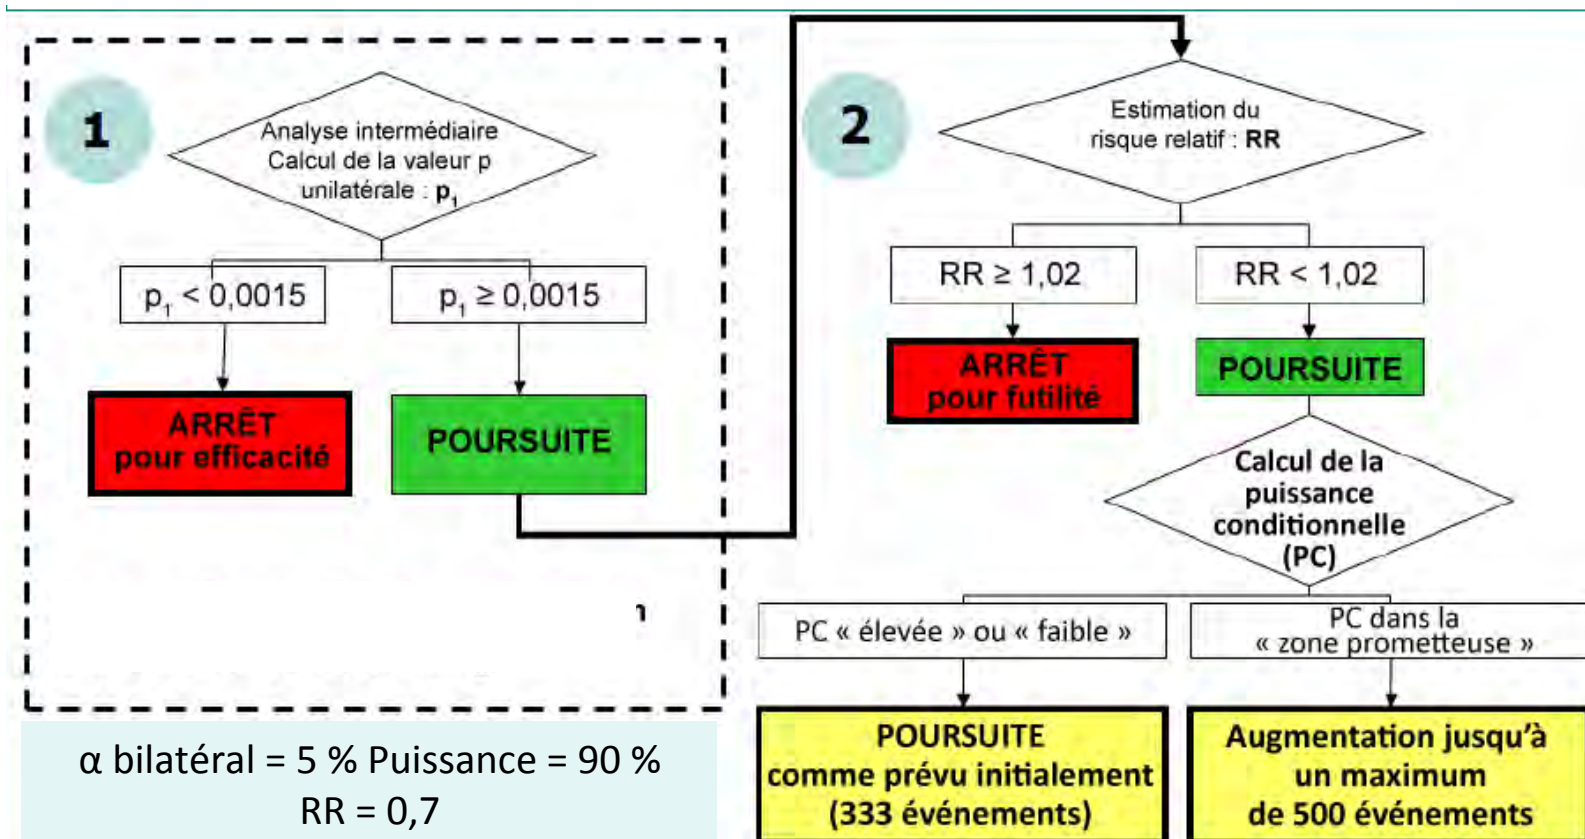 1
Analyse intermédiaire
Calcul de la valeur p
unilatérale : p₁
p₁ < 0,0015
p₁ ≥ 0,0015
ARRÊT
pour efficacité
POURSUITE
α bilatéral = 5 % Puissance = 90 %
RR = 0,7
2
Estimation du
risque relatif : RR
RR ≥ 1,02
RR < 1,02
ARRÊT
pour futilité
POURSUITE
Calcul de la
puissance
conditionnelle
(PC)
PC « élevée » ou « faible »
PC dans la
« zone prometteuse »
POURSUITE
comme prévu initialement
(333 événements)
Augmentation jusqu’à
un maximum
de 500 événements